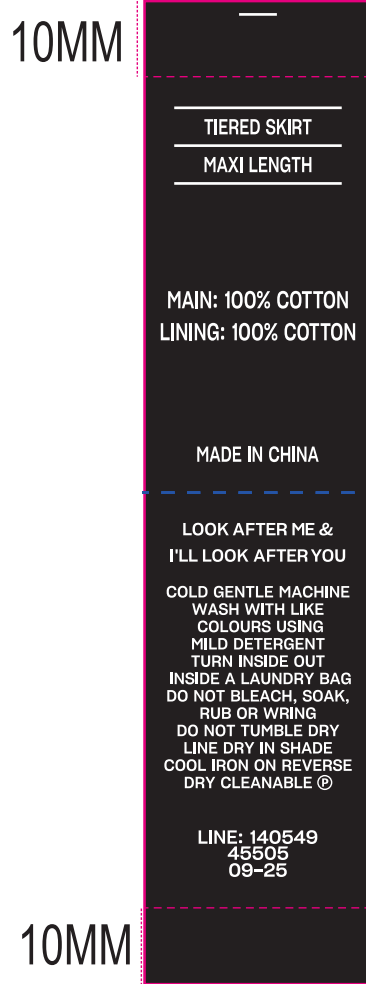 10MM
TIERED SKIRT
MAXI LENGTH
MAIN: 100% COTTON
LINING: 100% COTTON
MADE IN CHINA
LOOK AFTER ME &
I'LL LOOK AFTER YOU
COLD GENTLE MACHINE
WASH WITH LIKE
COLOURS USING
MILD DETERGENT
TURN INSIDE OUT
INSIDE A LAUNDRY BAG
DO NOT BLEACH, SOAK,
RUB OR WRING
DO NOT TUMBLE DRY
LINE DRY IN SHADE
COOL IRON ON REVERSE
DRY CLEANABLE Ⓟ
LINE: 140549
45505
09-25
10MM